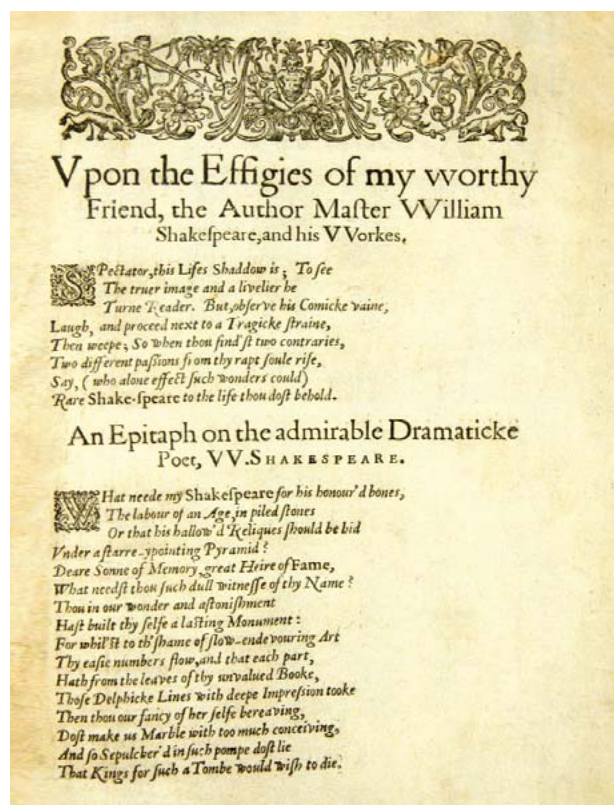 Vpon the Effigies of my vvorthy
Friend, the Author Maſter VVilliam
Shakeſpeare, and his VVorkes.
SPectator, this Lifes Shaddow is; To ſee
The truer image and a livelier he
Turne Reader. But, obſerve his Comicke vaine,
Laugh, and proceed next to a Tragicke ſtraine,
Then weepe; So when thou find'ſt two contraries,
Two different paſſions from thy rapt ſoule riſe,
Say, (who alone effect ſuch wonders could)
Rare Shake-ſpeare to the life thou doſt behold.
An Epitaph on the admirable Dramaticke
Poet, VV. SHAKESPEARE.
WHat neede my Shakeſpeare for his honour'd bones,
The labour of an Age, in piled ſtones
Or that his hallow'd Reliques ſhould be hid
Vnder a ſtarre-ypointing Pyramid?
Deare Sonne of Memory, great Heire of Fame,
What needſt thou ſuch dull witneſſe of thy Name?
Thou in our wonder and aſtoniſhment
Haſt built thy ſelfe a laſting Monument:
For whil'ſt to th'ſhame of ſlow-endevouring Art
Thy eaſie numbers flow, and that each part,
Hath from the leaves of thy unvalued Booke,
Thoſe Delphicke Lines with deepe Impreſſion tooke
Then thou our fancy of her ſelfe bereaving,
Doſt make us Marble with too much conceiving,
And ſo Sepulcher'd in ſuch pompe doſt lie
That Kings for ſuch a Tombe would wiſh to die.